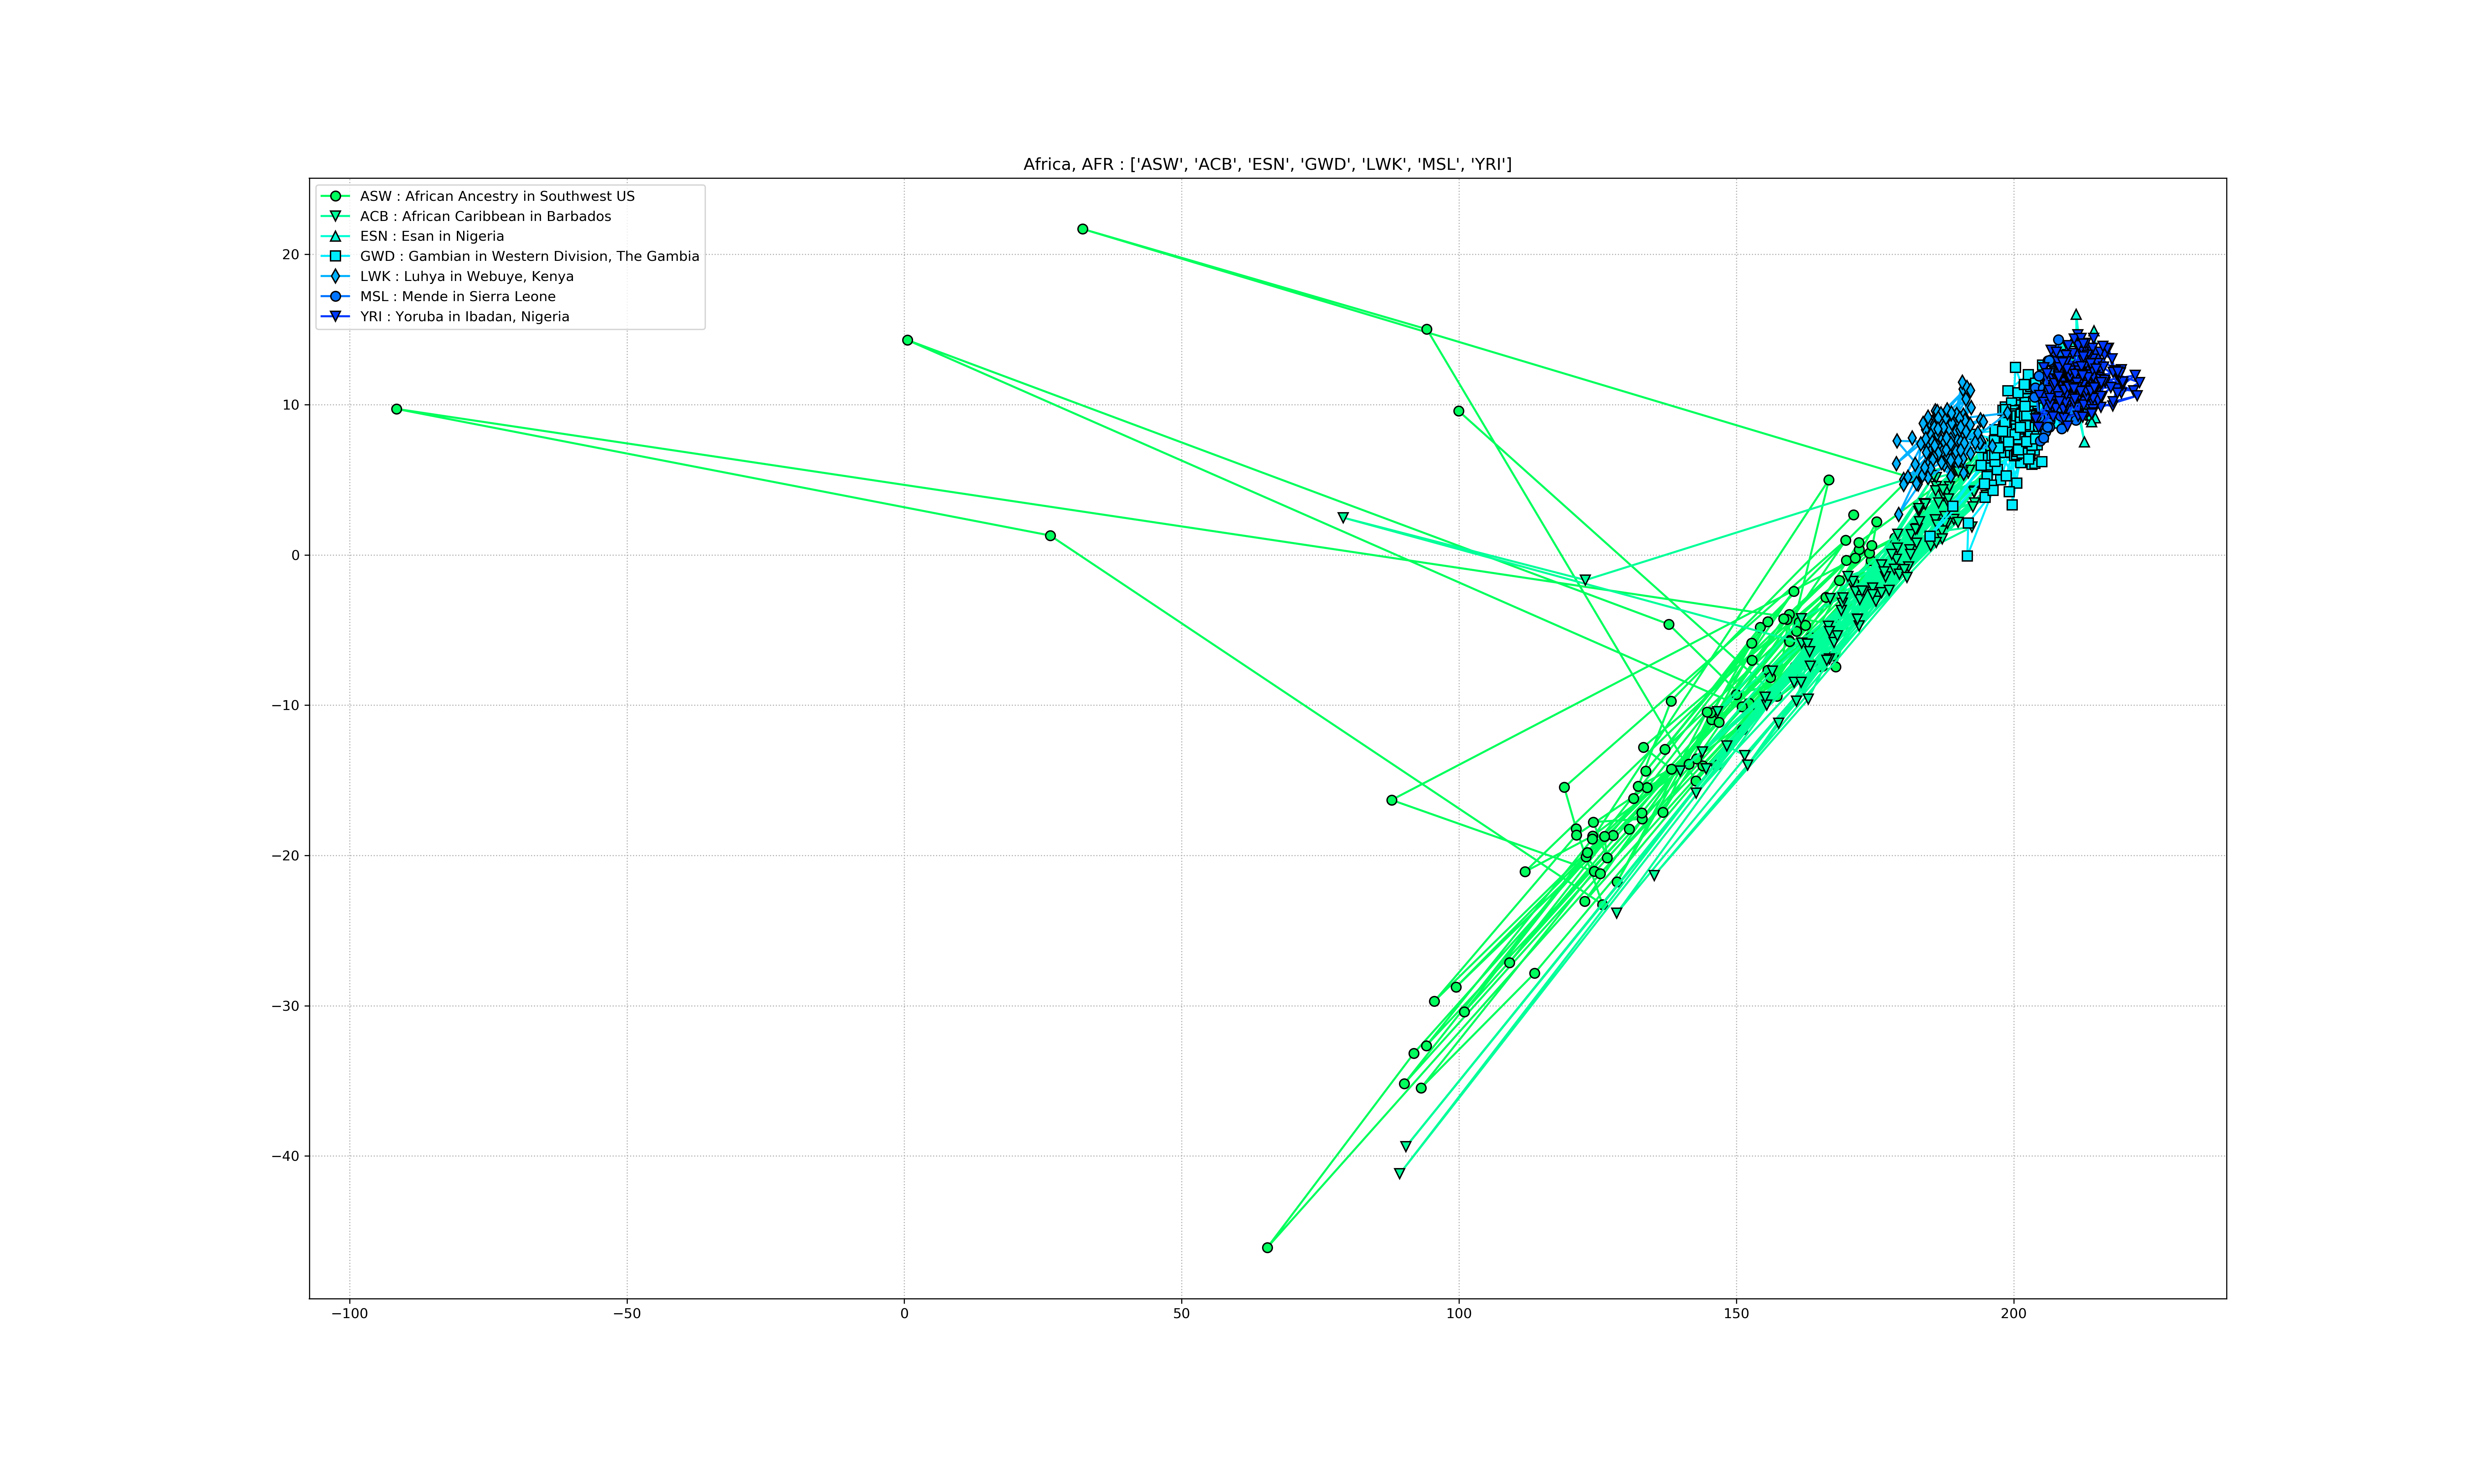 Africa, AFR : ['ASW', 'ACB', 'ESN', 'GWD', 'LWK', 'MSL', 'YRI']
ASW : African Ancestry in Southwest US
ACB : African Caribbean in Barbados
ESN : Esan in Nigeria
GWD : Gambian in Western Division, The Gambia
LWK : Luhya in Webuye, Kenya
MSL : Mende in Sierra Leone
YRI : Yoruba in Ibadan, Nigeria
20
10
0
−10
−20
−30
−40
−100
−50
0
50
100
150
200